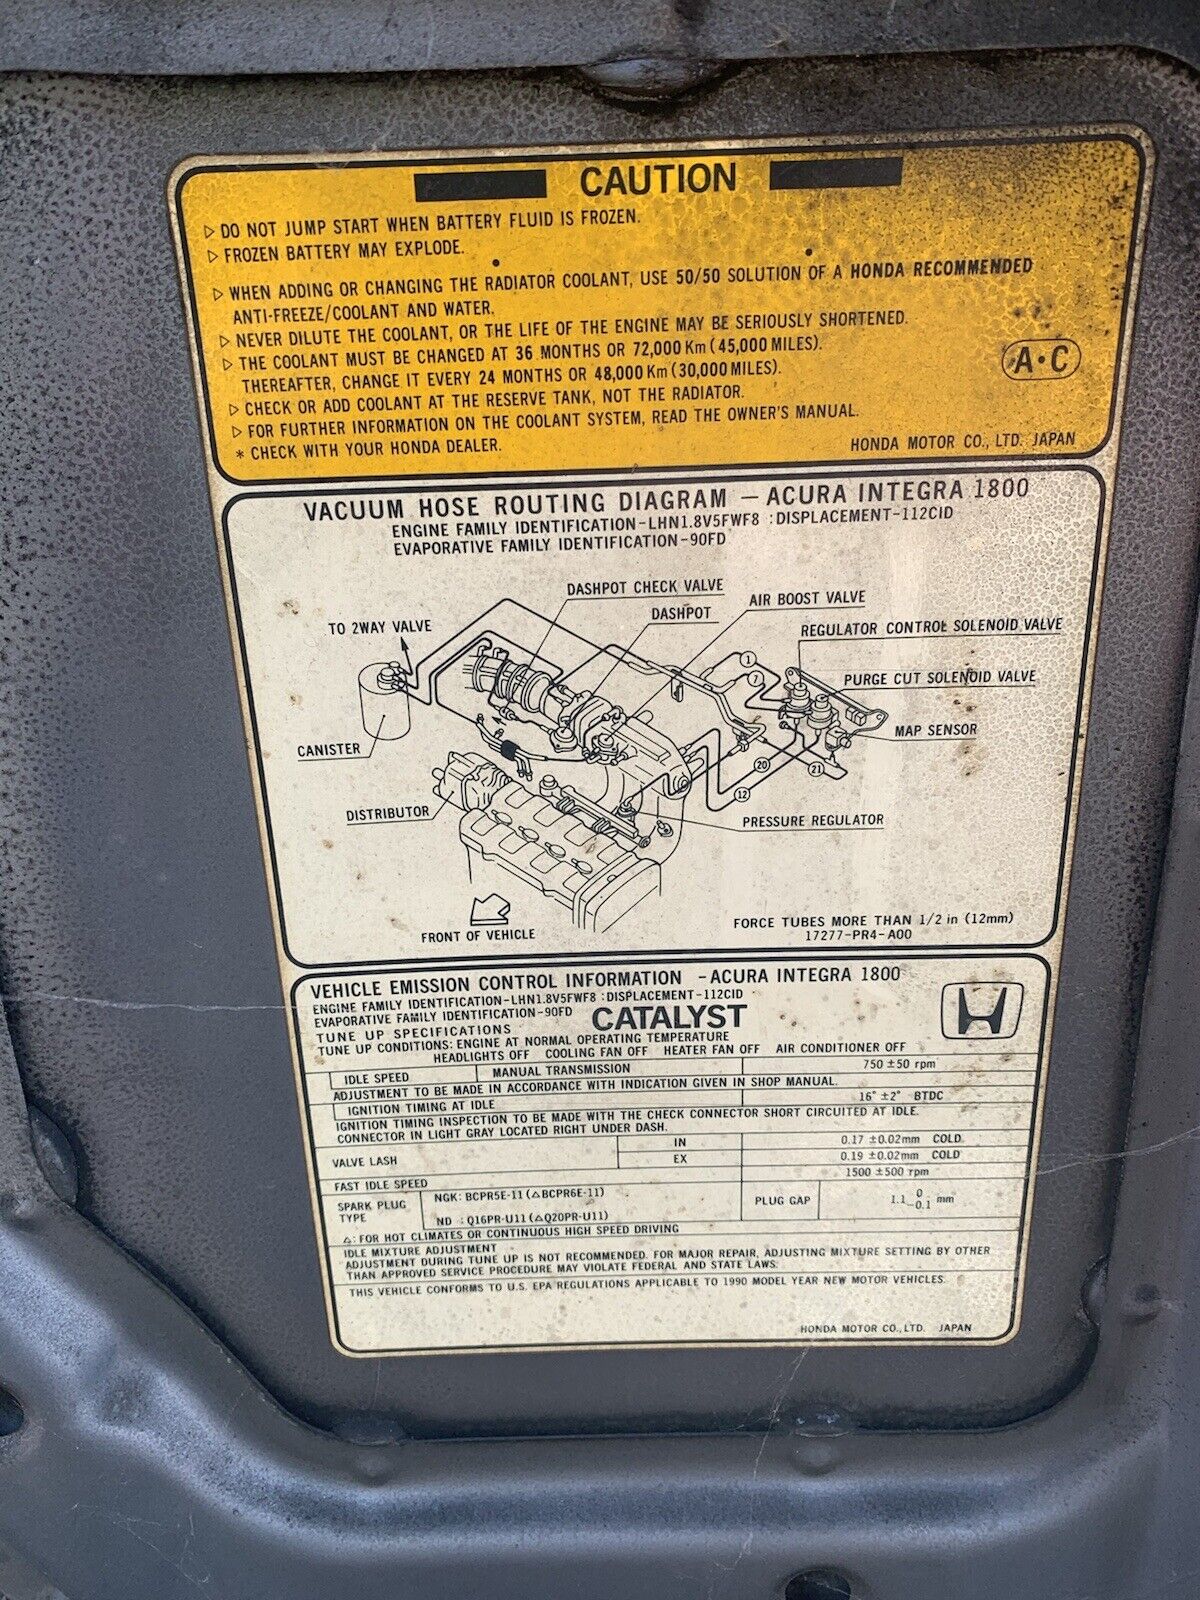 CAUTION
▷ DO NOT JUMP START WHEN BATTERY FLUID IS FROZEN.
▷ FROZEN BATTERY MAY EXPLODE.
▷ WHEN ADDING OR CHANGING THE RADIATOR COOLANT, USE 50/50 SOLUTION OF A HONDA RECOMMENDED
ANTI-FREEZE/COOLANT AND WATER.
▷ NEVER DILUTE THE COOLANT, OR THE LIFE OF THE ENGINE MAY BE SERIOUSLY SHORTENED.
▷ THE COOLANT MUST BE CHANGED AT 36 MONTHS OR 72,000 Km (45,000 MILES).
THEREAFTER, CHANGE IT EVERY 24 MONTHS OR 48,000 Km (30,000 MILES).
▷ CHECK OR ADD COOLANT AT THE RESERVE TANK, NOT THE RADIATOR.
▷ FOR FURTHER INFORMATION ON THE COOLANT SYSTEM, READ THE OWNER'S MANUAL.
* CHECK WITH YOUR HONDA DEALER.
A•C
HONDA MOTOR CO., LTD. JAPAN
VACUUM HOSE ROUTING DIAGRAM – ACURA INTEGRA 1800
ENGINE FAMILY IDENTIFICATION-LHN1.8V5FWF8 : DISPLACEMENT-112CID
EVAPORATIVE FAMILY IDENTIFICATION-90FD
DASHPOT CHECK VALVE
DASHPOT
AIR BOOST VALVE
TO 2WAY VALVE
REGULATOR CONTROL SOLENOID VALVE
1
7
PURGE CUT SOLENOID VALVE
MAP SENSOR
CANISTER
20
21
12
DISTRIBUTOR
PRESSURE REGULATOR
FRONT OF VEHICLE
FORCE TUBES MORE THAN 1/2 in (12mm)
17277-PR4-A00
VEHICLE EMISSION CONTROL INFORMATION - ACURA INTEGRA 1800
ENGINE FAMILY IDENTIFICATION-LHN1.8V5FWF8 : DISPLACEMENT-112CID
EVAPORATIVE FAMILY IDENTIFICATION-90FD CATALYST
TUNE UP SPECIFICATIONS
TUNE UP CONDITIONS: ENGINE AT NORMAL OPERATING TEMPERATURE
HEADLIGHTS OFF COOLING FAN OFF HEATER FAN OFF AIR CONDITIONER OFF
IDLE SPEED MANUAL TRANSMISSION 750 ±50 rpm
ADJUSTMENT TO BE MADE IN ACCORDANCE WITH INDICATION GIVEN IN SHOP MANUAL.
IGNITION TIMING AT IDLE 16° ±2° BTDC
IGNITION TIMING INSPECTION TO BE MADE WITH THE CHECK CONNECTOR SHORT CIRCUITED AT IDLE.
CONNECTOR IN LIGHT GRAY LOCATED RIGHT UNDER DASH.
VALVE LASH IN 0.17 ±0.02mm COLD
EX 0.19 ±0.02mm COLD
FAST IDLE SPEED 1500 ±500 rpm
SPARK PLUG TYPE NGK: BCPR5E-11 (△BCPR6E-11) PLUG GAP 1.1 0 -0.1 mm
ND : Q16PR-U11 (△Q20PR-U11)
△: FOR HOT CLIMATES OR CONTINUOUS HIGH SPEED DRIVING
IDLE MIXTURE ADJUSTMENT
ADJUSTMENT DURING TUNE UP IS NOT RECOMMENDED. FOR MAJOR REPAIR, ADJUSTING MIXTURE SETTING BY OTHER
THAN APPROVED SERVICE PROCEDURE MAY VIOLATE FEDERAL AND STATE LAWS.
THIS VEHICLE CONFORMS TO U.S. EPA REGULATIONS APPLICABLE TO 1990 MODEL YEAR NEW MOTOR VEHICLES.
HONDA MOTOR CO., LTD. JAPAN